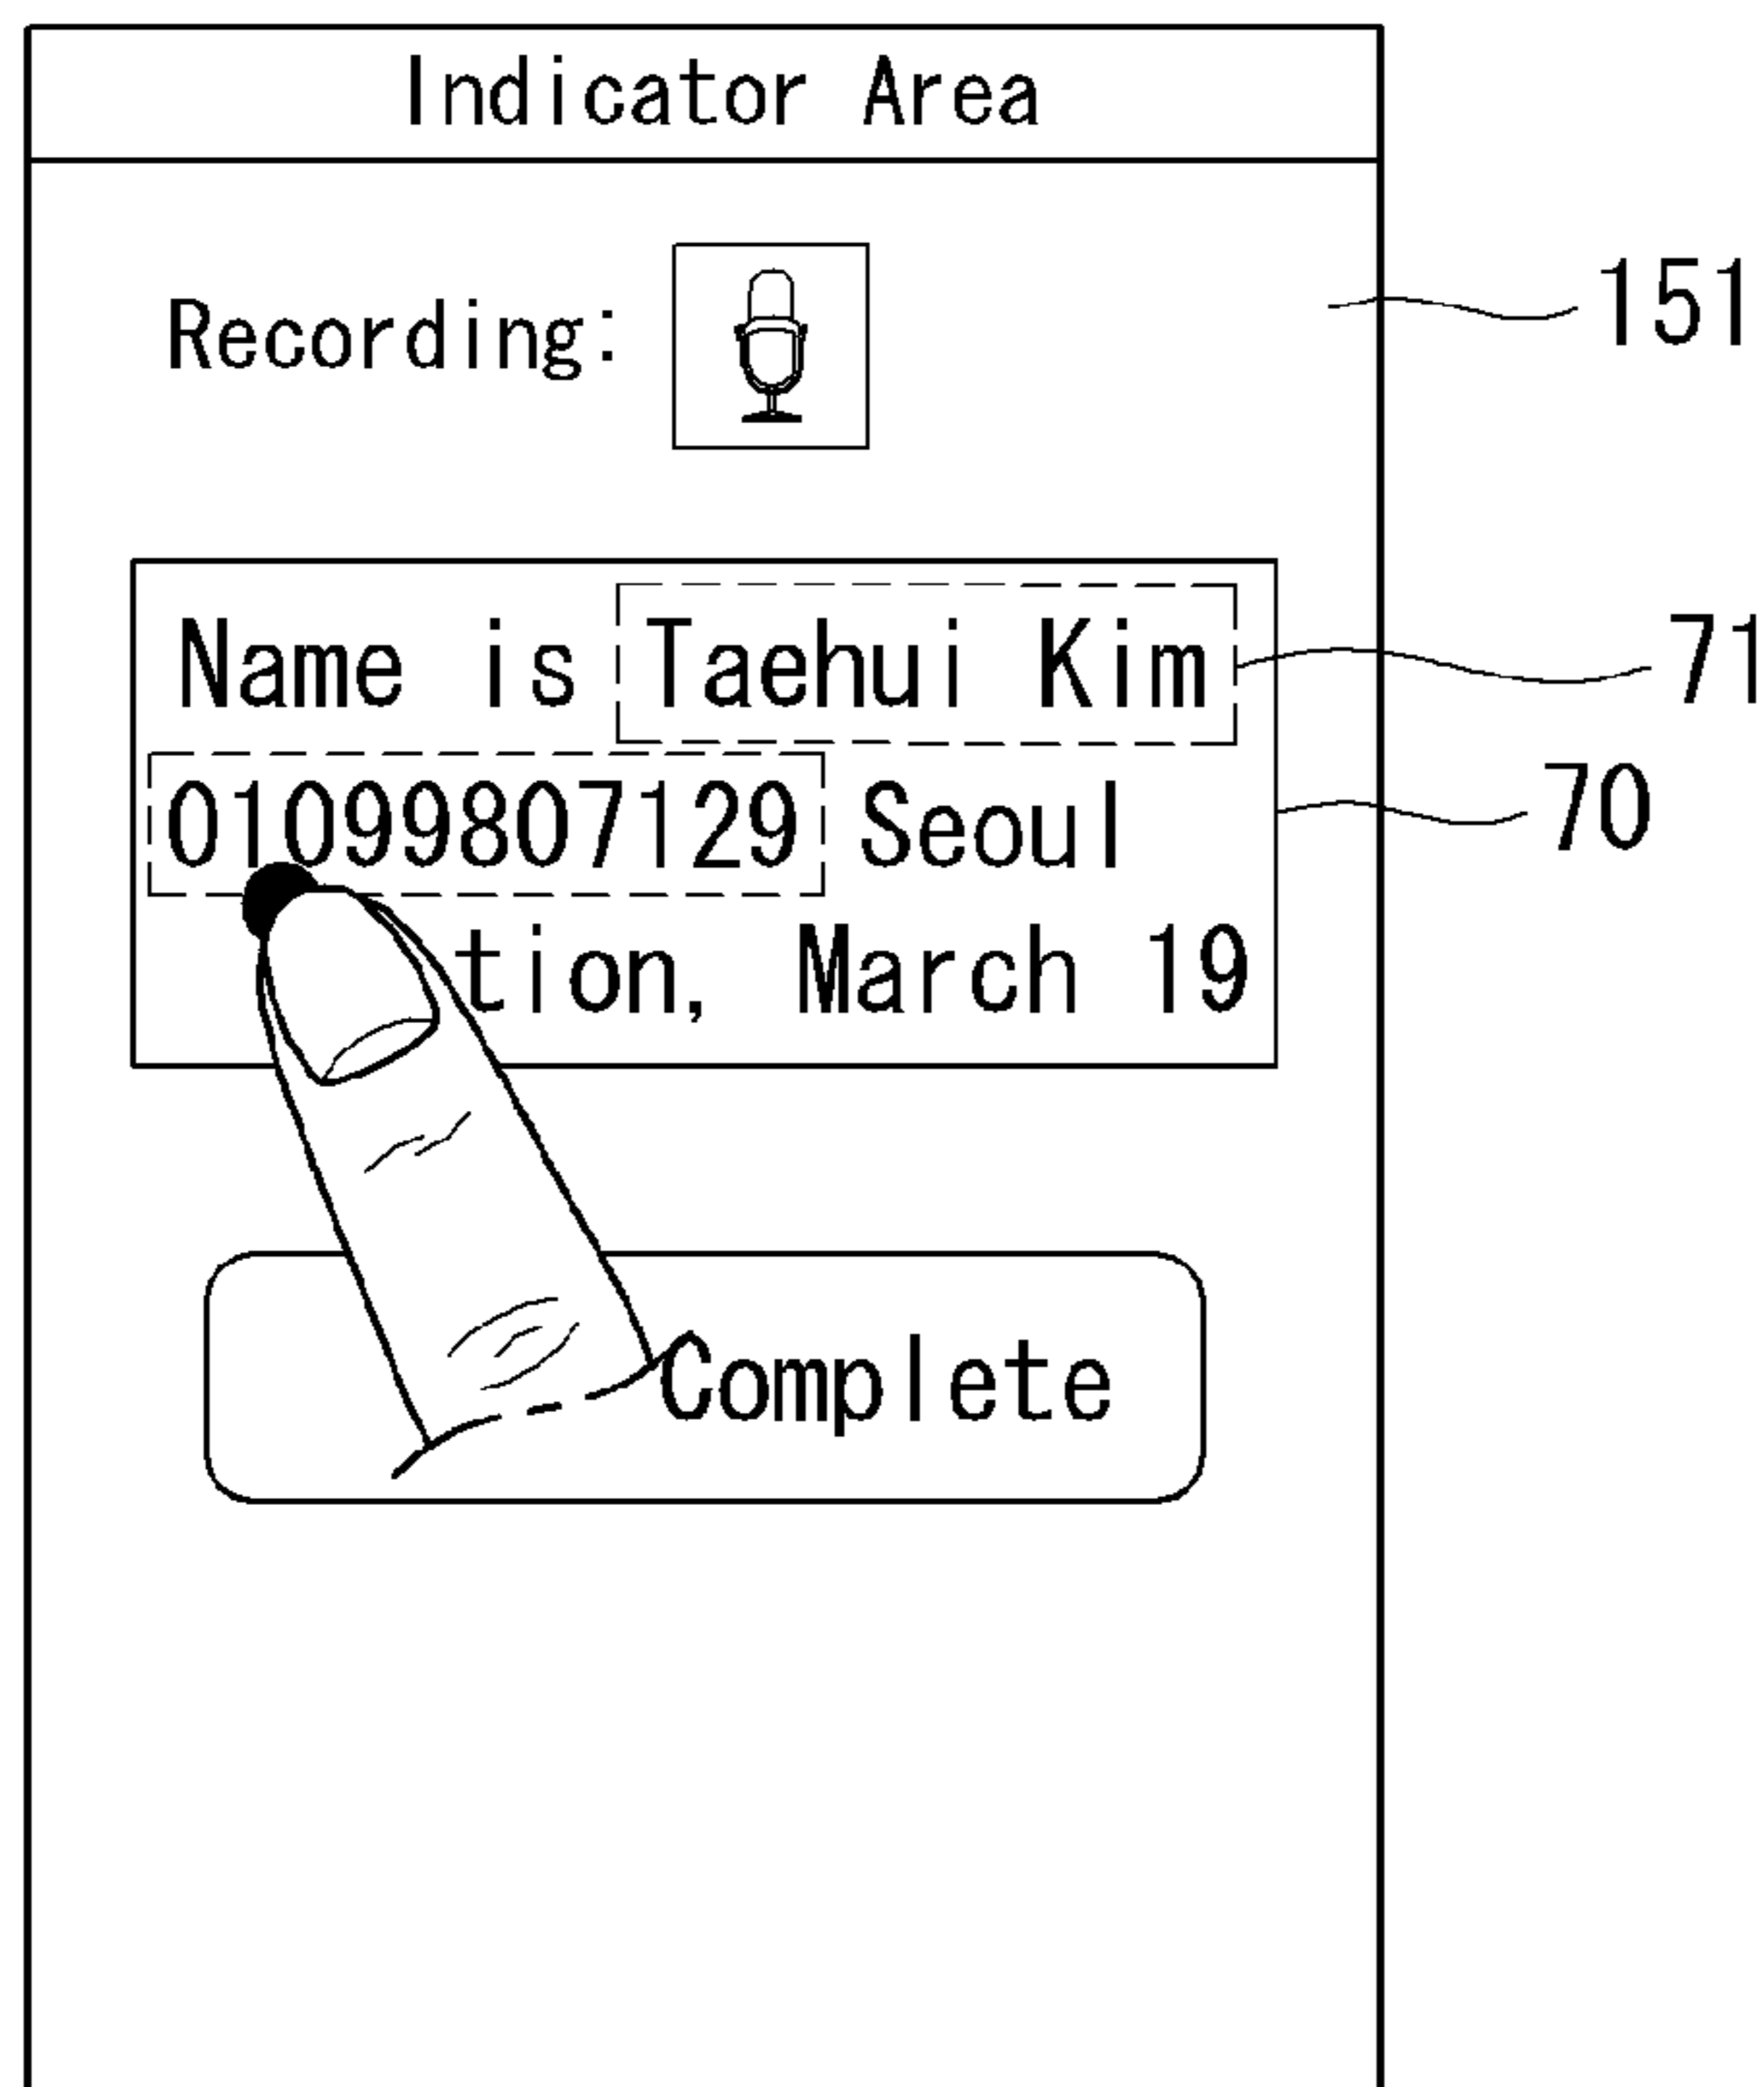 Indicator Area
Recording:
151
Name is Taehui Kim
71
01099807129 Seoul
70
tion, March 19
Complete